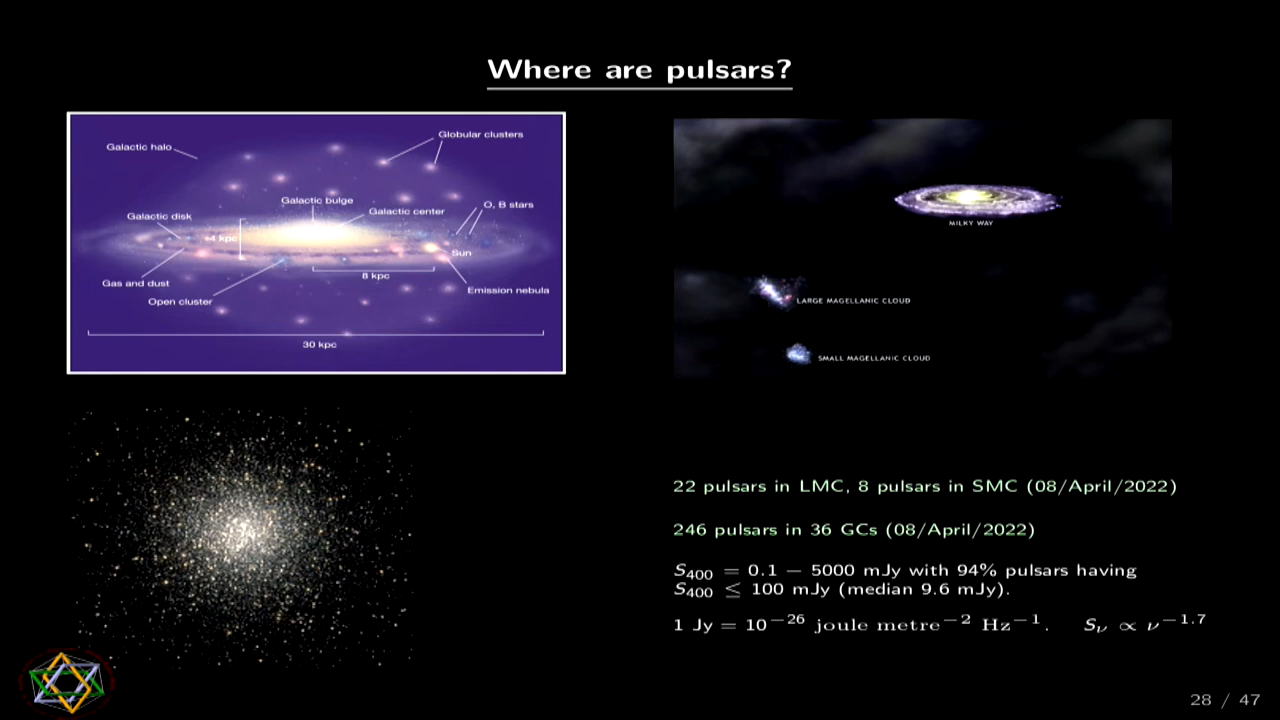 Where are pulsars?
Globular clusters
Galactic halo
Galactic bulge
O, B stars
Galactic center
Galactic disk
4 kpc
Sun
8 kpc
Gas and dust
Emission nebula
Open cluster
30 kpc
MILKY WAY
LARGE MAGELLANIC CLOUD
SMALL MAGELLANIC CLOUD
22 pulsars in LMC, 8 pulsars in SMC (08/April/2022)
246 pulsars in 36 GCs (08/April/2022)
S₄₀₀ = 0.1 − 5000 mJy with 94% pulsars having
S₄₀₀ ≤ 100 mJy (median 9.6 mJy).
1 Jy = 10⁻²⁶ joule metre⁻² Hz⁻¹. Sᵥ ∝ ν⁻¹·⁷
28 / 47